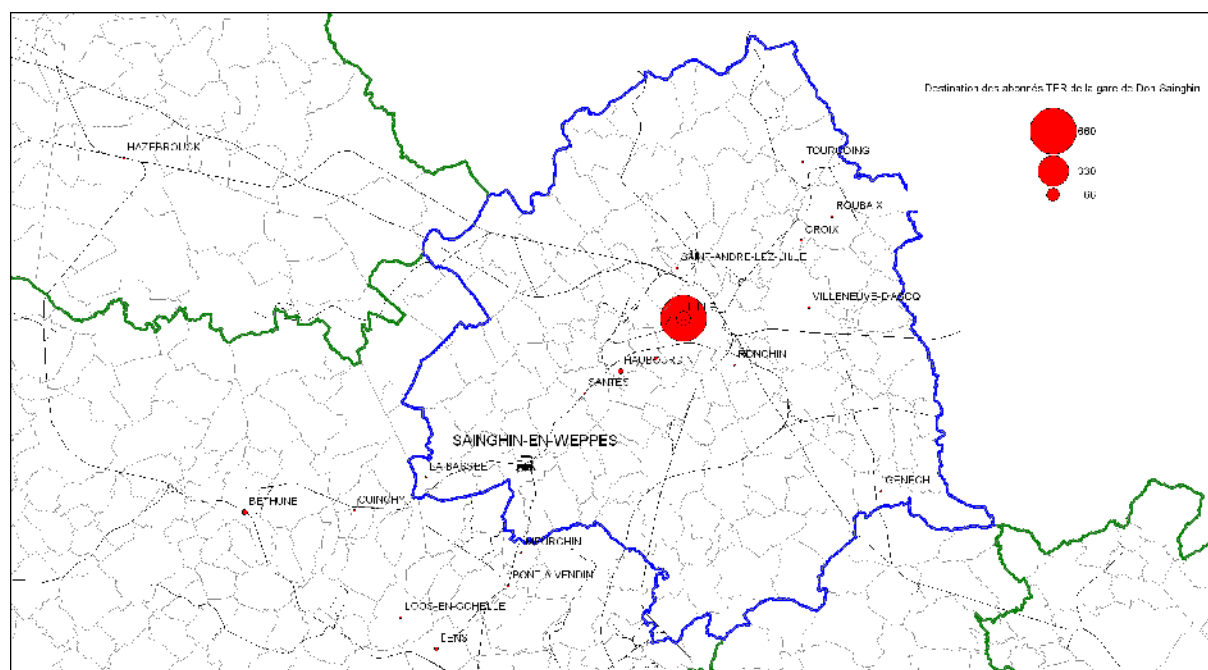 Destination des abonnés TER de la gare de Don Sainghin
660
330
66
HAZEBROUCK
TOURCOING
ROUBAIX
CROIX
SAINT-ANDRE-LEZ-LILLE
VILLENEUVE-D'ASCQ
RONCHIN
HAUBOURDIN
SANTES
SAINGHIN-EN-WEPPES
LA BASSEE
GENECH
BETHUNE
CUINCHY
PONT A VENDIN
LOOS-EN-GOHELLE
LENS